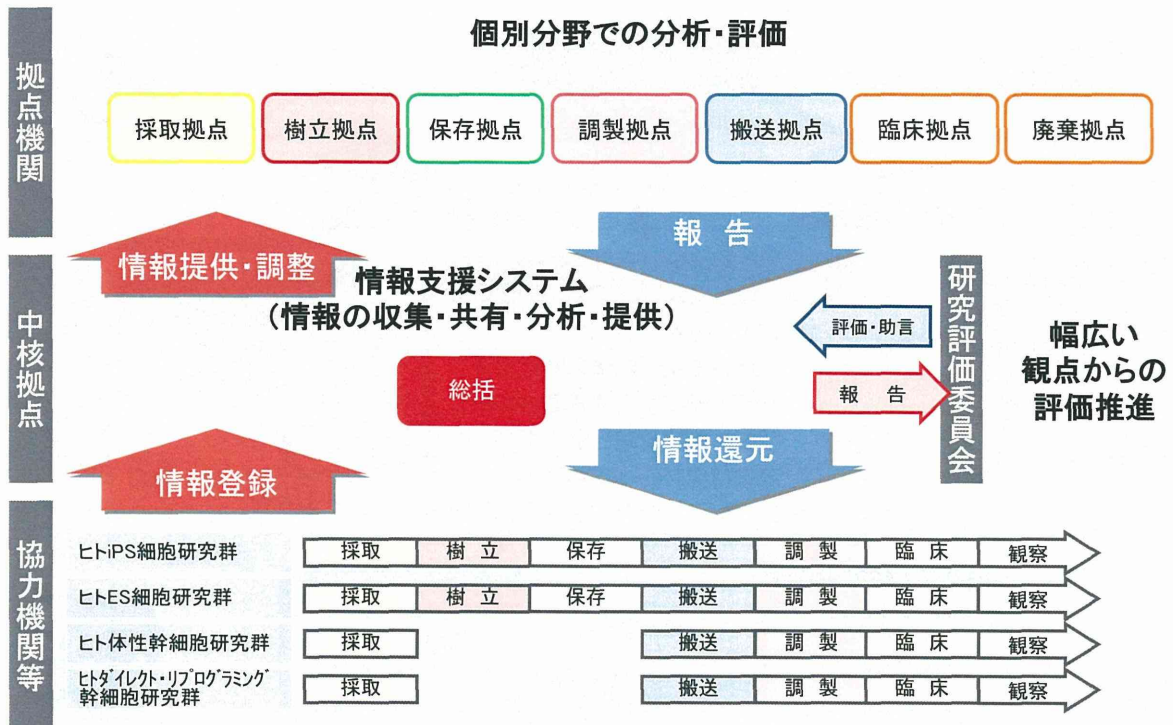 拠点機関
個別分野での分析・評価
採取拠点
樹立拠点
保存拠点
調製拠点
搬送拠点
臨床拠点
廃棄拠点
情報提供・調整
報 告
中核拠点
情報支援システム
（情報の収集・共有・分析・提供）
総括
評価・助言
報 告
研究評価委員会
幅広い
観点からの
評価推進
情報登録
情報還元
協力機関等
ヒトiPS細胞研究群
採取 樹 立 保存 搬送 調 製 臨 床 観察
ヒトES細胞研究群
採取 樹 立 保存 搬送 調 製 臨 床 観察
ヒト体性幹細胞研究群
採取 搬送 調 製 臨 床 観察
ﾋﾄﾀﾞｲﾚｸﾄ・ﾘﾌﾟﾛｸﾞﾗﾐﾝｸﾞ
幹細胞研究群
採取 搬送 調 製 臨 床 観察